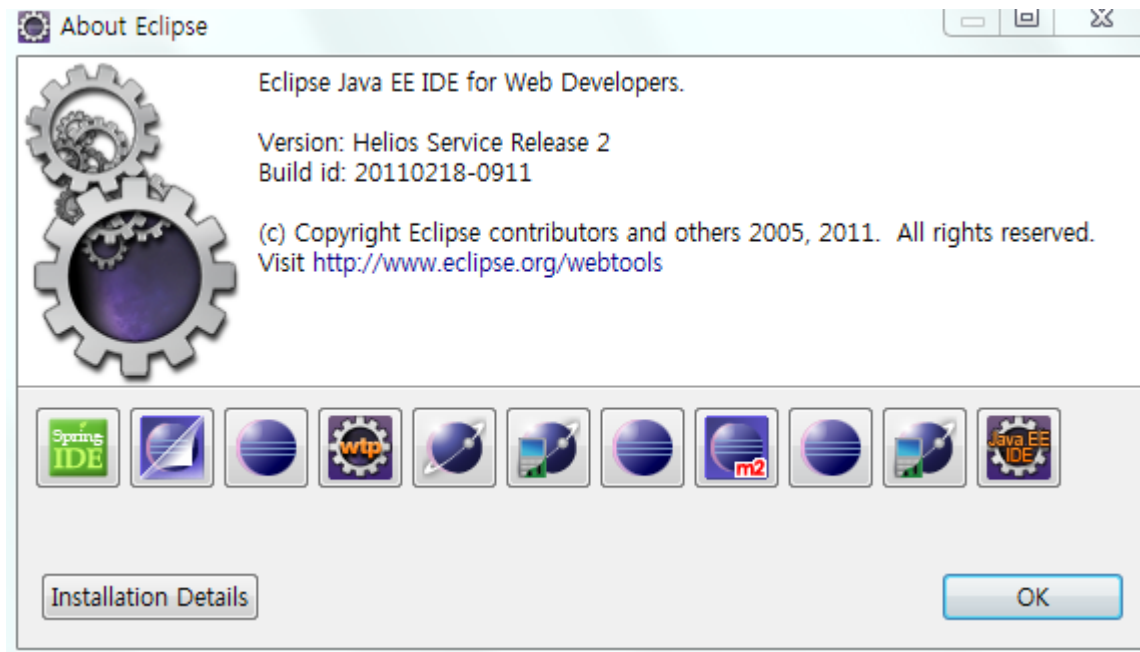 About Eclipse
Eclipse Java EE IDE for Web Developers.
Version: Helios Service Release 2
Build id: 20110218-0911
(c) Copyright Eclipse contributors and others 2005, 2011.  All rights reserved.
Visit http://www.eclipse.org/webtools
Spring
IDE
wtp
m2
Java EE
IDE
Installation Details
OK